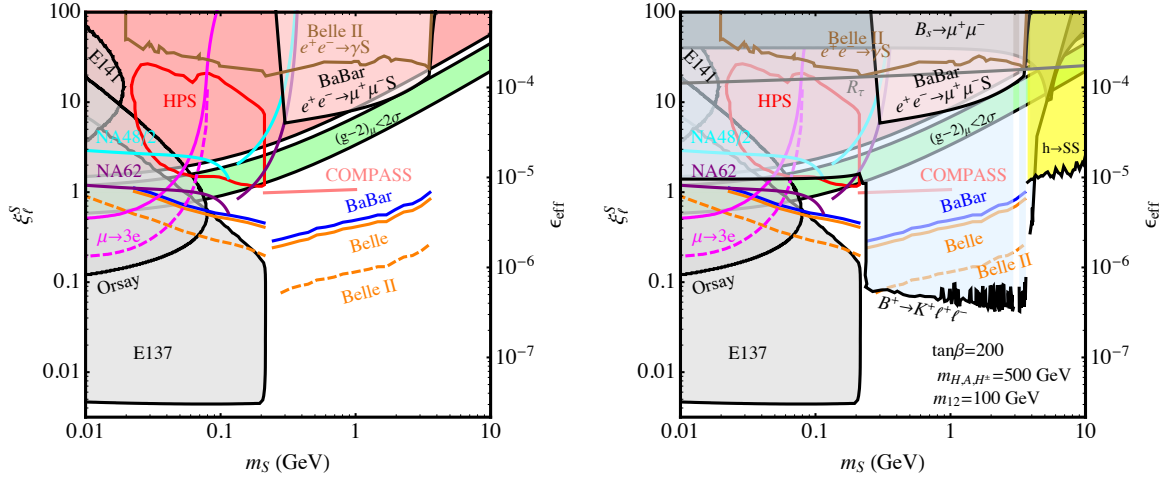 100
10
1
0.1
0.01
ξ_ℓ^S
Belle II
e⁺e⁻→γS
E141
BaBar
e⁺e⁻→μ⁺μ⁻S
HPS
(g−2)_μ<2σ
NA48/2
NA62
COMPASS
BaBar
μ→3e
Belle
Orsay
Belle II
E137
10⁻⁴
10⁻⁵
10⁻⁶
10⁻⁷
ϵ_eff
0.01 0.1 1 10
m_S (GeV)
100
10
1
0.1
0.01
ξ_ℓ^S
B_s→μ⁺μ⁻
Belle II
e⁺e⁻→γS
E141
BaBar
e⁺e⁻→μ⁺μ⁻S
HPS
R_τ
(g−2)_μ<2σ
NA48/2
h→SS
NA62
COMPASS
BaBar
μ→3e
Belle
Orsay
Belle II
B⁺→K⁺ℓ⁺ℓ⁻
E137
tanβ=200
m_{H,A,H^±}=500 GeV
m₁₂=100 GeV
10⁻⁴
10⁻⁵
10⁻⁶
10⁻⁷
ϵ_eff
0.01 0.1 1 10
m_S (GeV)